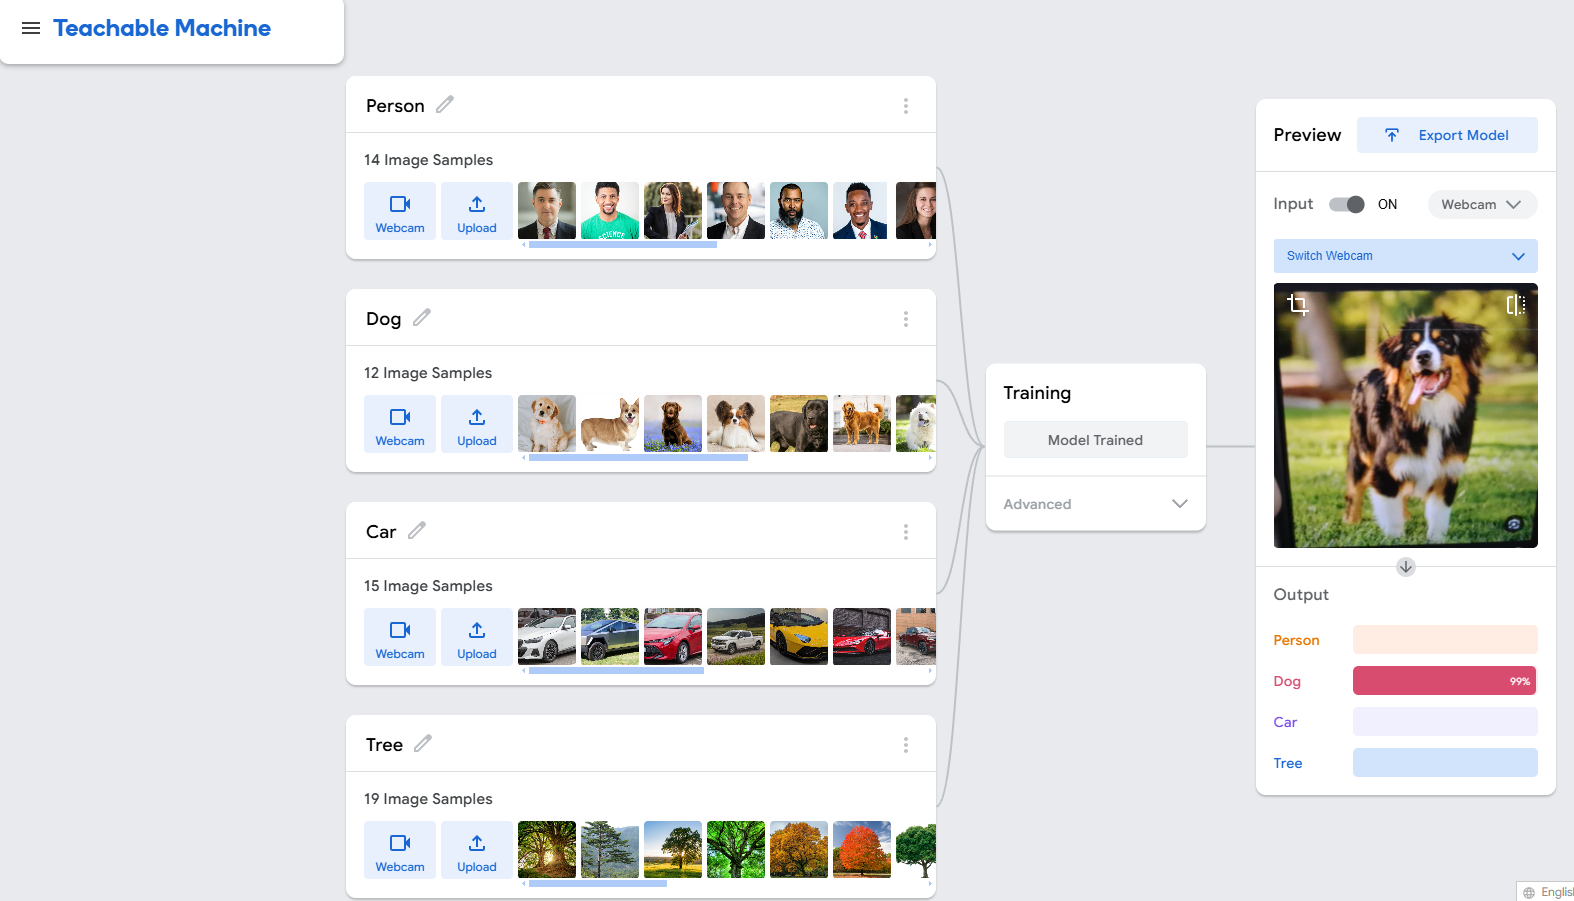 Teachable Machine
Person
14 Image Samples
Webcam
Upload
SCIENCE
Dog
12 Image Samples
Webcam
Upload
Car
15 Image Samples
Webcam
Upload
Tree
19 Image Samples
Webcam
Upload
Training
Model Trained
Advanced
Preview
Export Model
Input
ON
Webcam
Switch Webcam
Output
Person
Dog
99%
Car
Tree
English